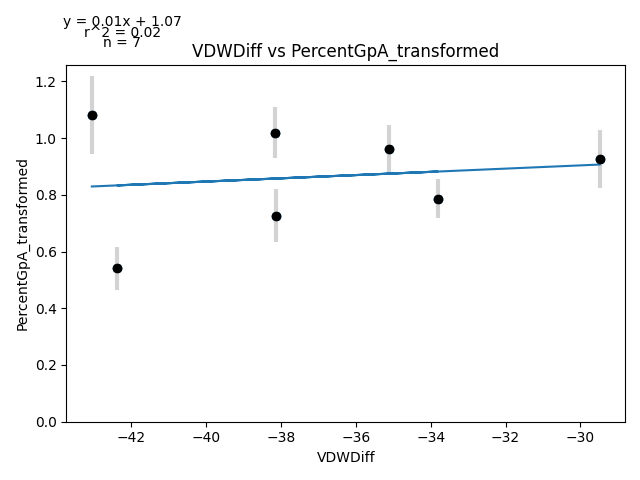 y = 0.01x + 1.07
r^2 = 0.02
n = 7
VDWDiff vs PercentGpA_transformed
1.2
1.0
0.8
0.6
0.4
0.2
0.0
PercentGpA_transformed
−42
−40
−38
−36
−34
−32
−30
VDWDiff